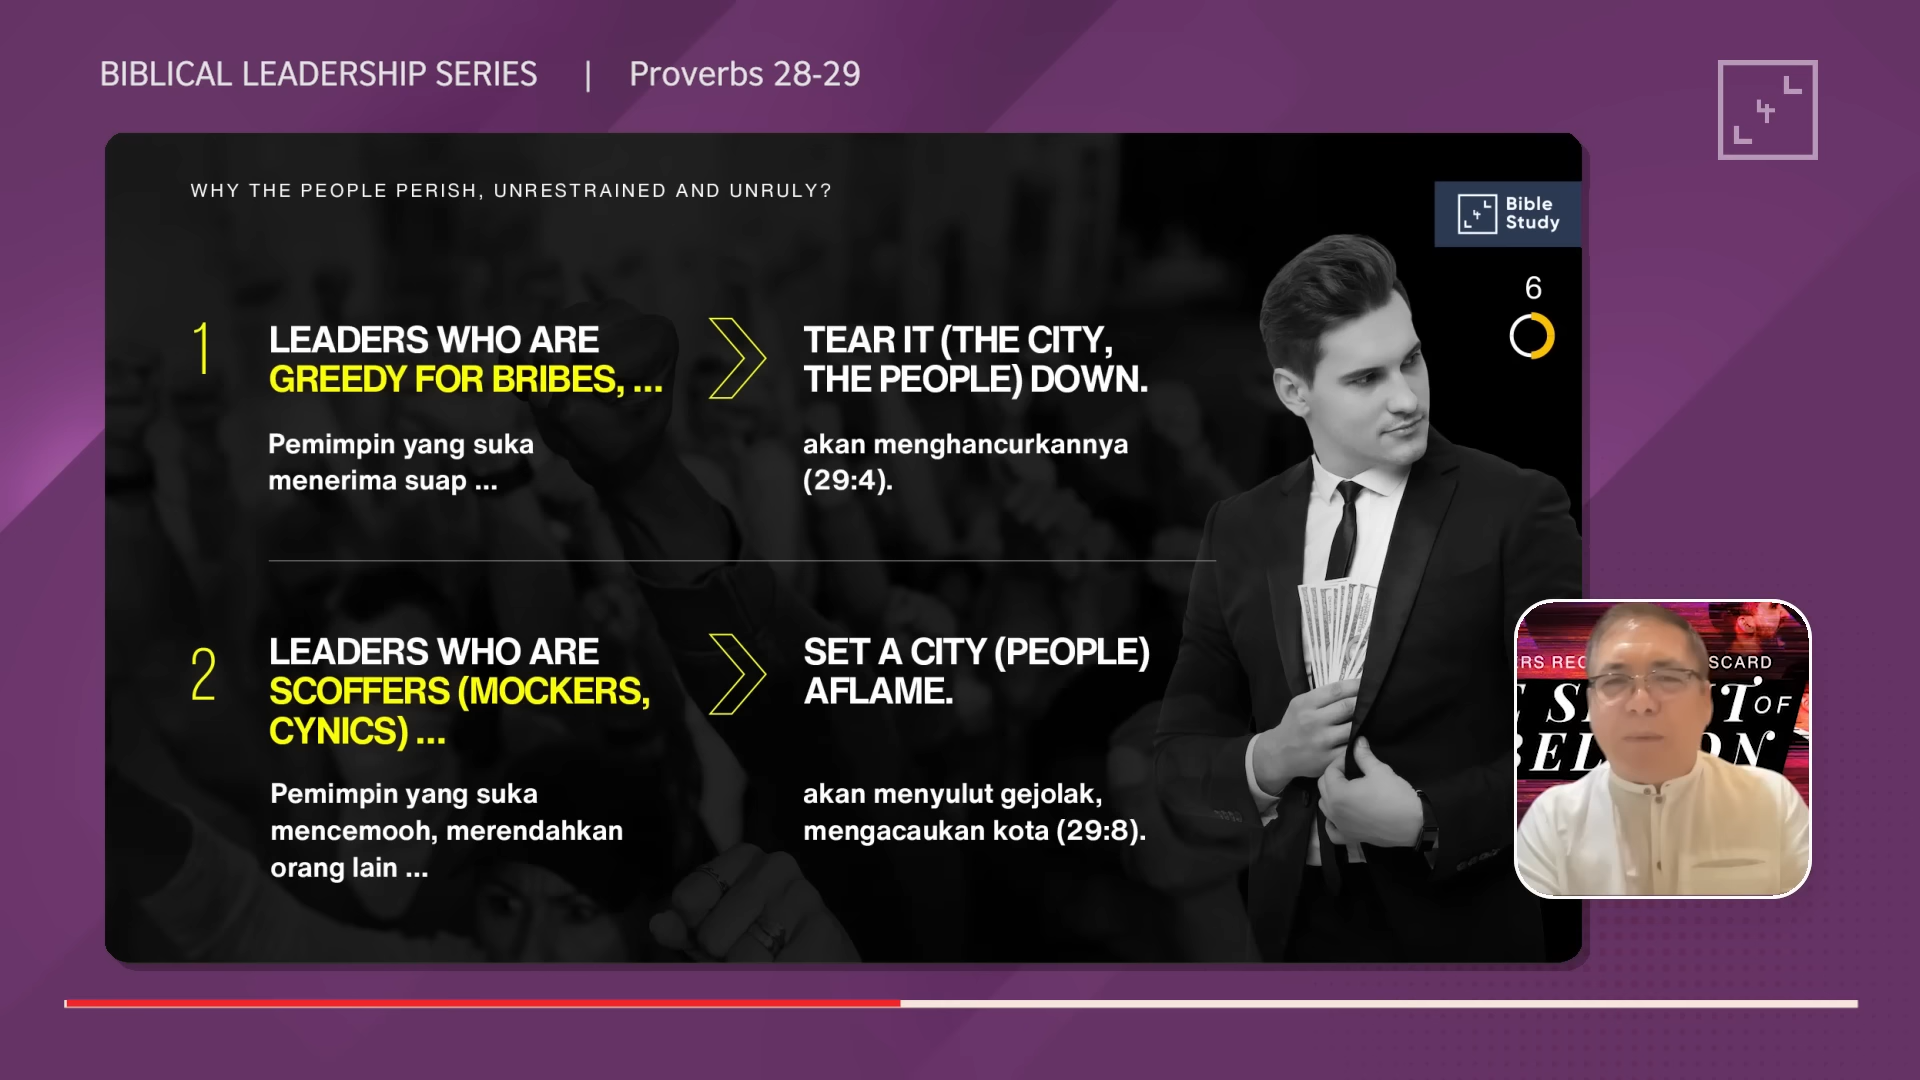 BIBLICAL LEADERSHIP SERIES | Proverbs 28-29
WHY THE PEOPLE PERISH, UNRESTRAINED AND UNRULY?
Bible
Study
6
1
LEADERS WHO ARE
GREEDY FOR BRIBES, ...
TEAR IT (THE CITY,
THE PEOPLE) DOWN.
Pemimpin yang suka
menerima suap ...
akan menghancurkannya
(29:4).
2
LEADERS WHO ARE
SCOFFERS (MOCKERS,
CYNICS) ...
SET A CITY (PEOPLE)
AFLAME.
Pemimpin yang suka
mencemooh, merendahkan
orang lain ...
akan menyulut gejolak,
mengacaukan kota (29:8).
OF